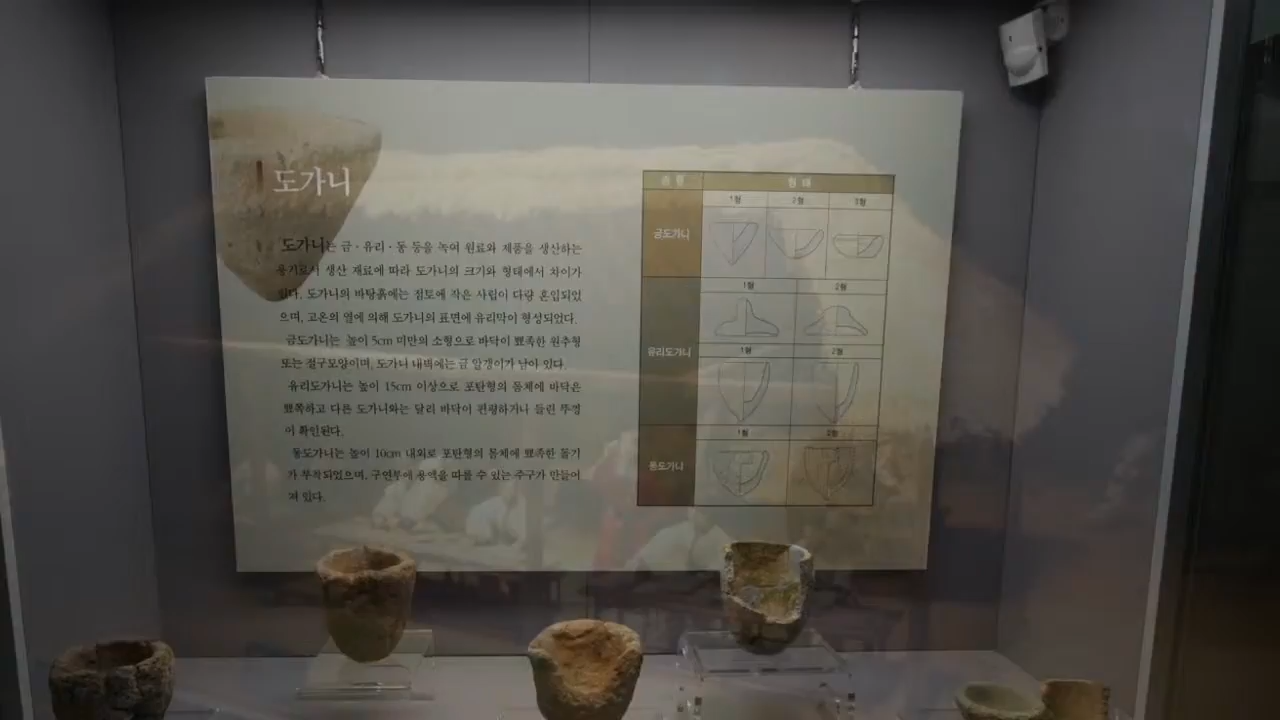 도가니
도가니는 금·유리·동 등을 녹여 원료와 제품을 생산하는
용기로서 생산 재료에 따라 도가니의 크기와 형태에서 차이가
있다. 도가니의 바탕흙에는 점토에 작은 사립이 다량 혼입되었
으며, 고온의 열에 의해 도가니의 표면에 유리막이 형성되었다.
금도가니는 높이 5cm 미만의 소형으로 바닥이 뾰족한 원추형
또는 절구모양이며, 도가니 내벽에는 금 알갱이가 남아 있다.
유리도가니는 높이 15cm 이상으로 포탄형의 몸체에 바닥은
뾰쪽하고 다른 도가니와는 달리 바닥이 편평하거나 들린 뚜껑
이 확인된다.
동도가니는 높이 10cm 내외로 포탄형의 몸체에 뾰족한 돌기
가 부착되었으며, 구연부에 용액을 따를 수 있는 주구가 만들어
져 있다.
종 류 형 태
1형 2형 3형
금도가니
1형 2형
유리도가니
1형 2형
1형 2형
동도가니